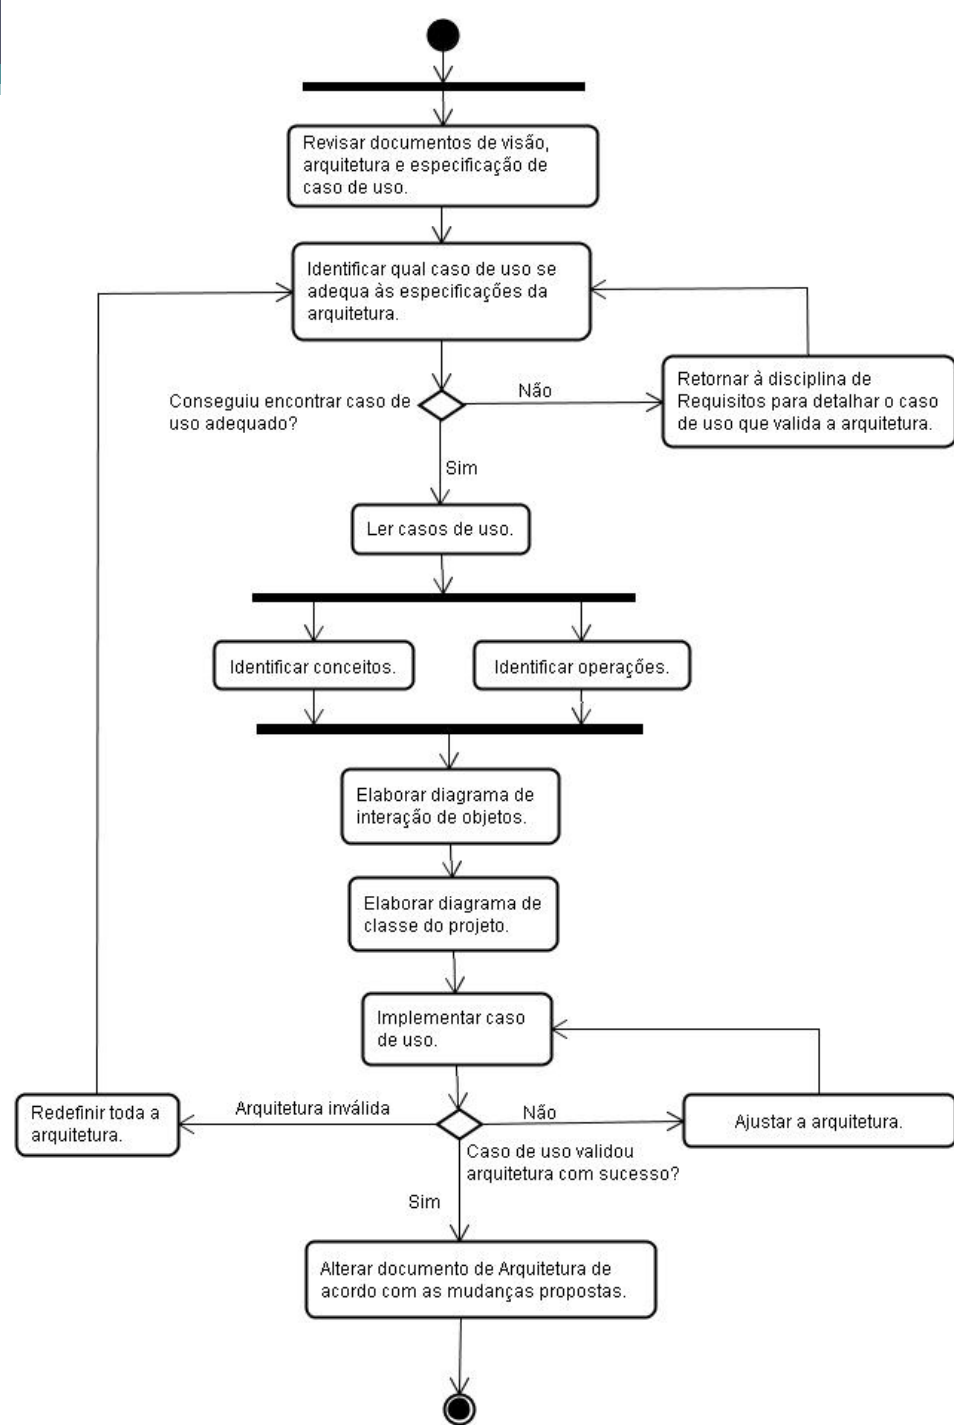 Revisar documentos de visão,
arquitetura e especificação de
caso de uso.
Identificar qual caso de uso se
adequa às especificações da
arquitetura.
Conseguiu encontrar caso de
uso adequado?
Não
Retornar à disciplina de
Requisitos para detalhar o caso
de uso que valida a arquitetura.
Sim
Ler casos de uso.
Identificar conceitos.
Identificar operações.
Elaborar diagrama de
interação de objetos.
Elaborar diagrama de
classe do projeto.
Implementar caso
de uso.
Redefinir toda a
arquitetura.
Arquitetura inválida
Não
Ajustar a arquitetura.
Caso de uso validou
arquitetura com sucesso?
Sim
Alterar documento de Arquitetura de
acordo com as mudanças propostas.